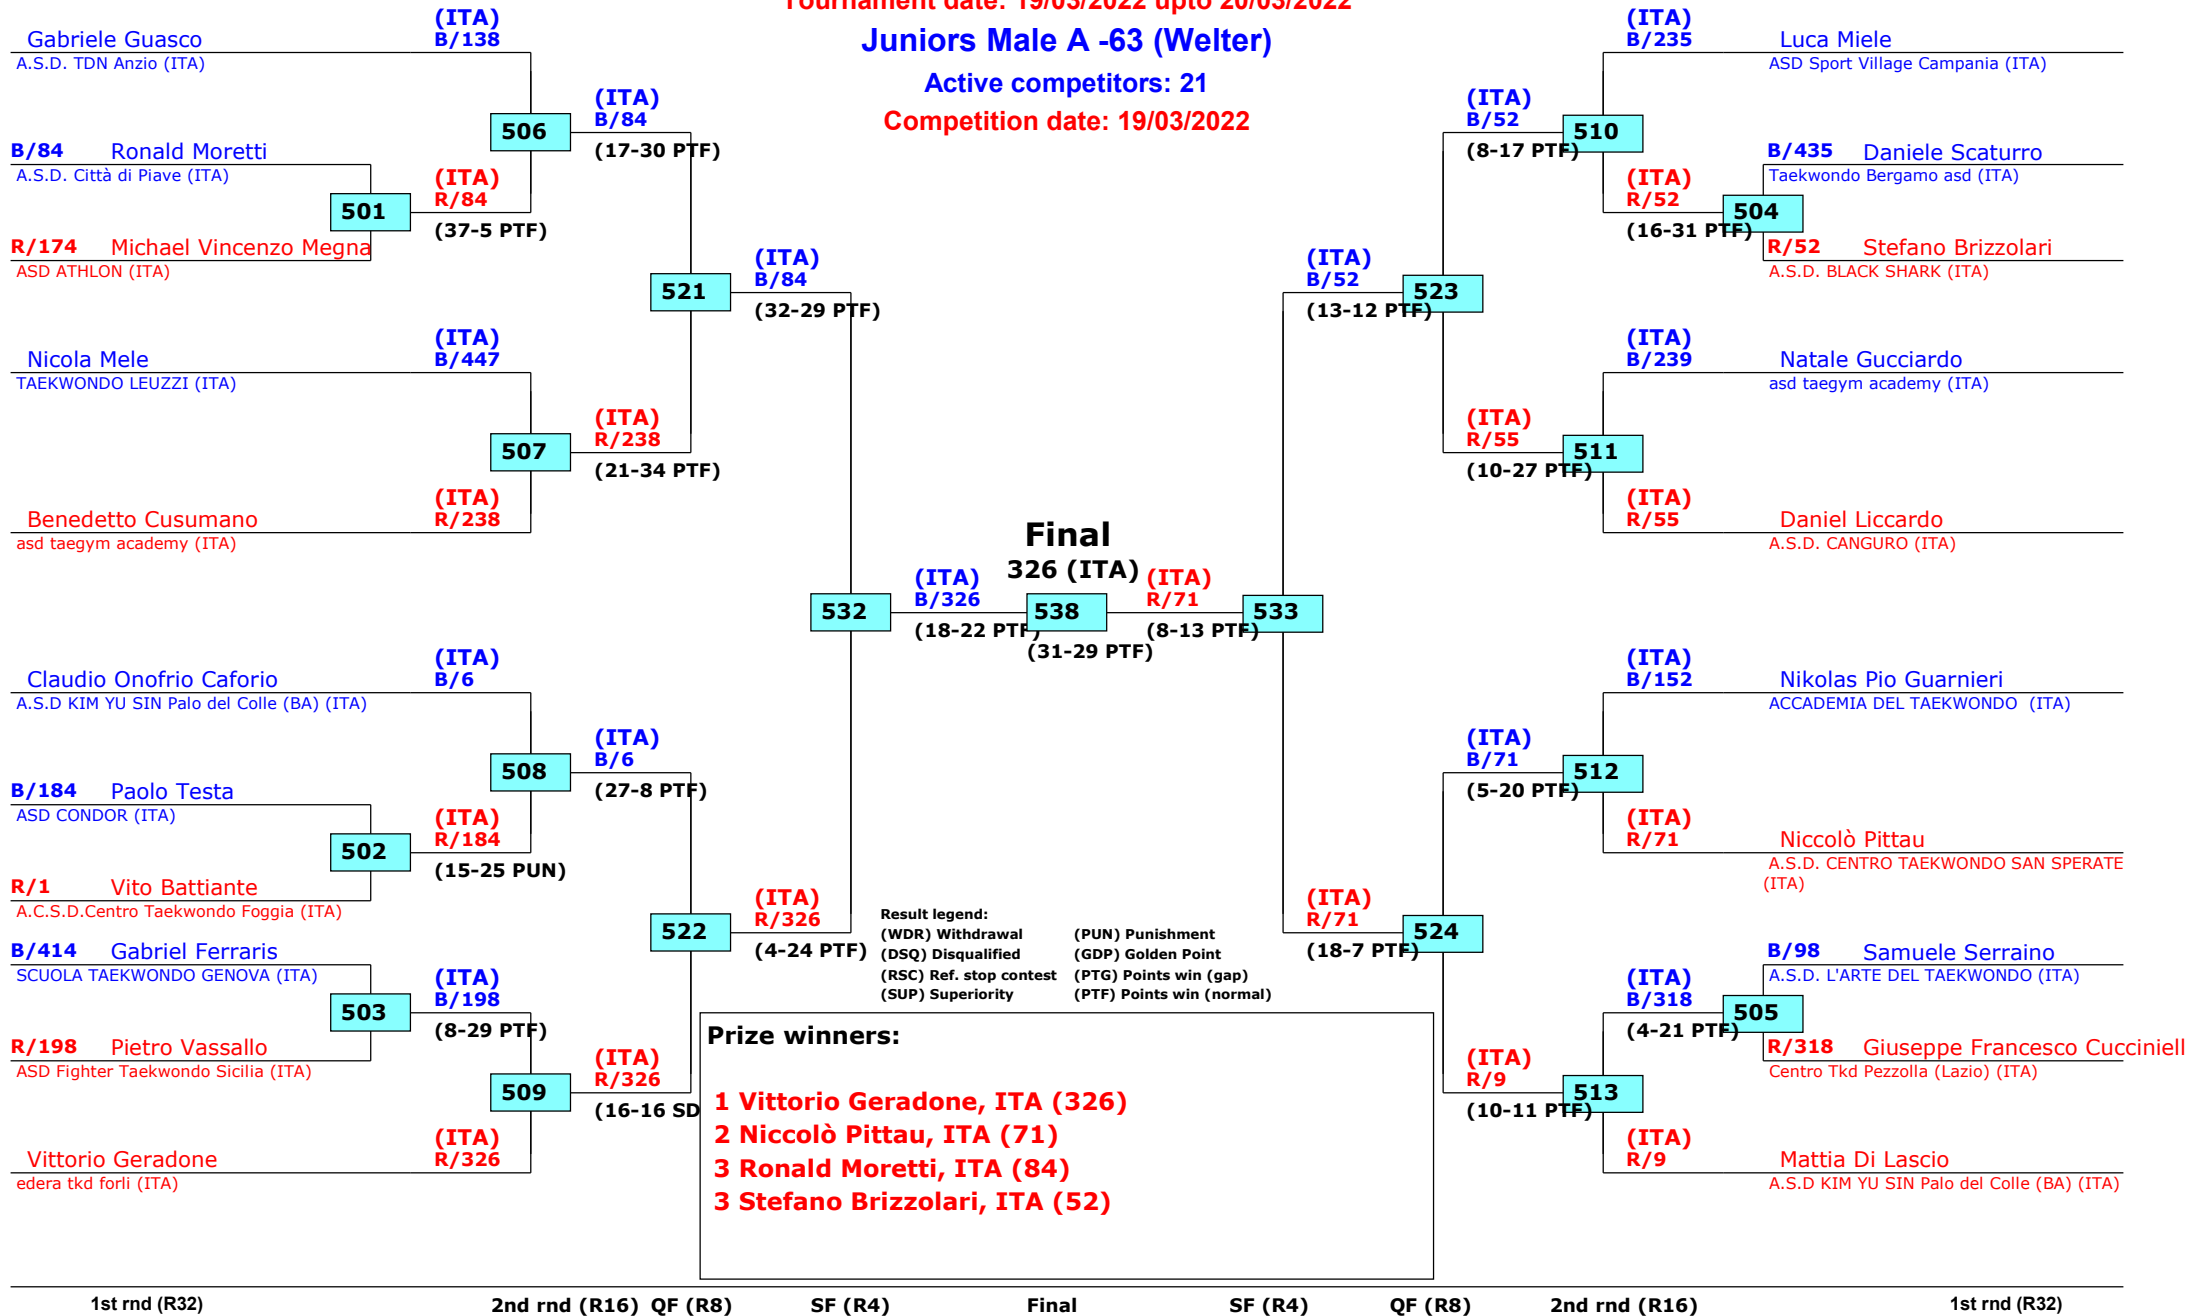 Tournament date: 19/03/2022 upto 20/03/2022
Juniors Male A -63 (Welter)
Active competitors: 21
Competition date: 19/03/2022
Gabriele Guasco
A.S.D. TDN Anzio (ITA)
(ITA)
B/138
B/84 Ronald Moretti
A.S.D. Città di Piave (ITA)
501
R/174 Michael Vincenzo Megna
ASD ATHLON (ITA)
(ITA)
R/84
(37-5 PTF)
506
(ITA)
B/84
(17-30 PTF)
Nicola Mele
TAEKWONDO LEUZZI (ITA)
(ITA)
B/447
507
Benedetto Cusumano
asd taegym academy (ITA)
(ITA)
R/238
(ITA)
R/238
(21-34 PTF)
521
(ITA)
B/84
(32-29 PTF)
Claudio Onofrio Caforio
A.S.D KIM YU SIN Palo del Colle (BA) (ITA)
(ITA)
B/6
508
B/184 Paolo Testa
ASD CONDOR (ITA)
502
R/1 Vito Battiante
A.C.S.D.Centro Taekwondo Foggia (ITA)
(ITA)
R/184
(15-25 PUN)
(ITA)
B/6
(27-8 PTF)
B/414 Gabriel Ferraris
SCUOLA TAEKWONDO GENOVA (ITA)
503
R/198 Pietro Vassallo
ASD Fighter Taekwondo Sicilia (ITA)
(ITA)
B/198
(8-29 PTF)
509
Vittorio Geradone
edera tkd forli (ITA)
(ITA)
R/326
(ITA)
R/326
(16-16 SD
522
(ITA)
R/326
(4-24 PTF)
532
(ITA)
B/326
(18-22 PTF)
Final
326 (ITA)
538
(31-29 PTF)
(ITA)
R/71
(8-13 PTF)
533
(ITA)
B/52
(13-12 PTF)
523
(ITA)
B/52
(8-17 PTF)
510
(ITA)
B/235
Luca Miele
ASD Sport Village Campania (ITA)
(ITA)
R/52
(16-31 PTF)
504
B/435 Daniele Scaturro
Taekwondo Bergamo asd (ITA)
R/52 Stefano Brizzolari
A.S.D. BLACK SHARK (ITA)
(ITA)
R/55
(10-27 PTF)
511
(ITA)
B/239
Natale Gucciardo
asd taegym academy (ITA)
(ITA)
R/55
Daniel Liccardo
A.S.D. CANGURO (ITA)
(ITA)
R/71
(18-7 PTF)
524
(ITA)
B/71
(5-20 PTF)
512
(ITA)
B/152
Nikolas Pio Guarnieri
ACCADEMIA DEL TAEKWONDO (ITA)
(ITA)
R/71
Niccolò Pittau
A.S.D. CENTRO TAEKWONDO SAN SPERATE
(ITA)
(ITA)
R/9
(10-11 PTF)
513
(ITA)
B/318
(4-21 PTF)
505
B/98 Samuele Serraino
A.S.D. L'ARTE DEL TAEKWONDO (ITA)
R/318 Giuseppe Francesco Cucciniell
Centro Tkd Pezzolla (Lazio) (ITA)
(ITA)
R/9
Mattia Di Lascio
A.S.D KIM YU SIN Palo del Colle (BA) (ITA)
Result legend:
(WDR) Withdrawal (PUN) Punishment
(DSQ) Disqualified (GDP) Golden Point
(RSC) Ref. stop contest (PTG) Points win (gap)
(SUP) Superiority (PTF) Points win (normal)
Prize winners:
1 Vittorio Geradone, ITA (326)
2 Niccolò Pittau, ITA (71)
3 Ronald Moretti, ITA (84)
3 Stefano Brizzolari, ITA (52)
1st rnd (R32) 2nd rnd (R16) QF (R8) SF (R4) Final SF (R4) QF (R8) 2nd rnd (R16) 1st rnd (R32)